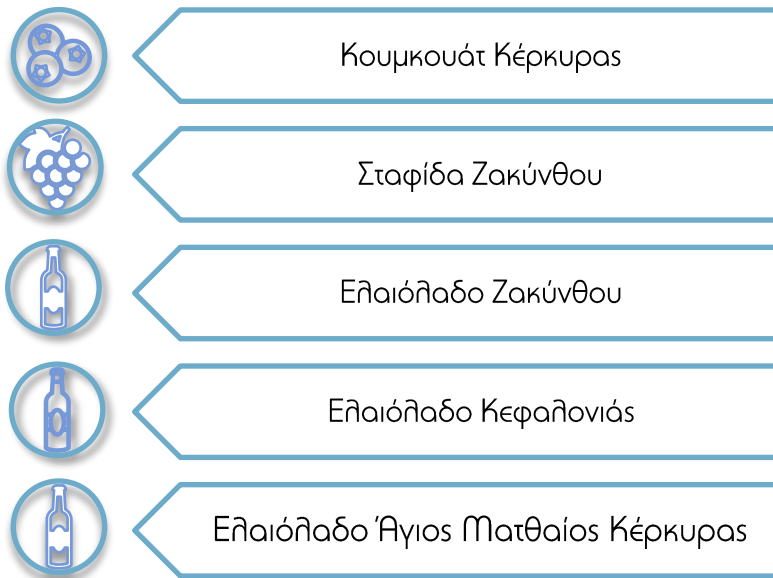 Κουμκουάτ Κέρκυρας
Σταφίδα Ζακύνθου
Ελαιόλαδο Ζακύνθου
Ελαιόλαδο Κεφαλονιάς
Ελαιόλαδο Άγιος Ματθαίος Κέρκυρας